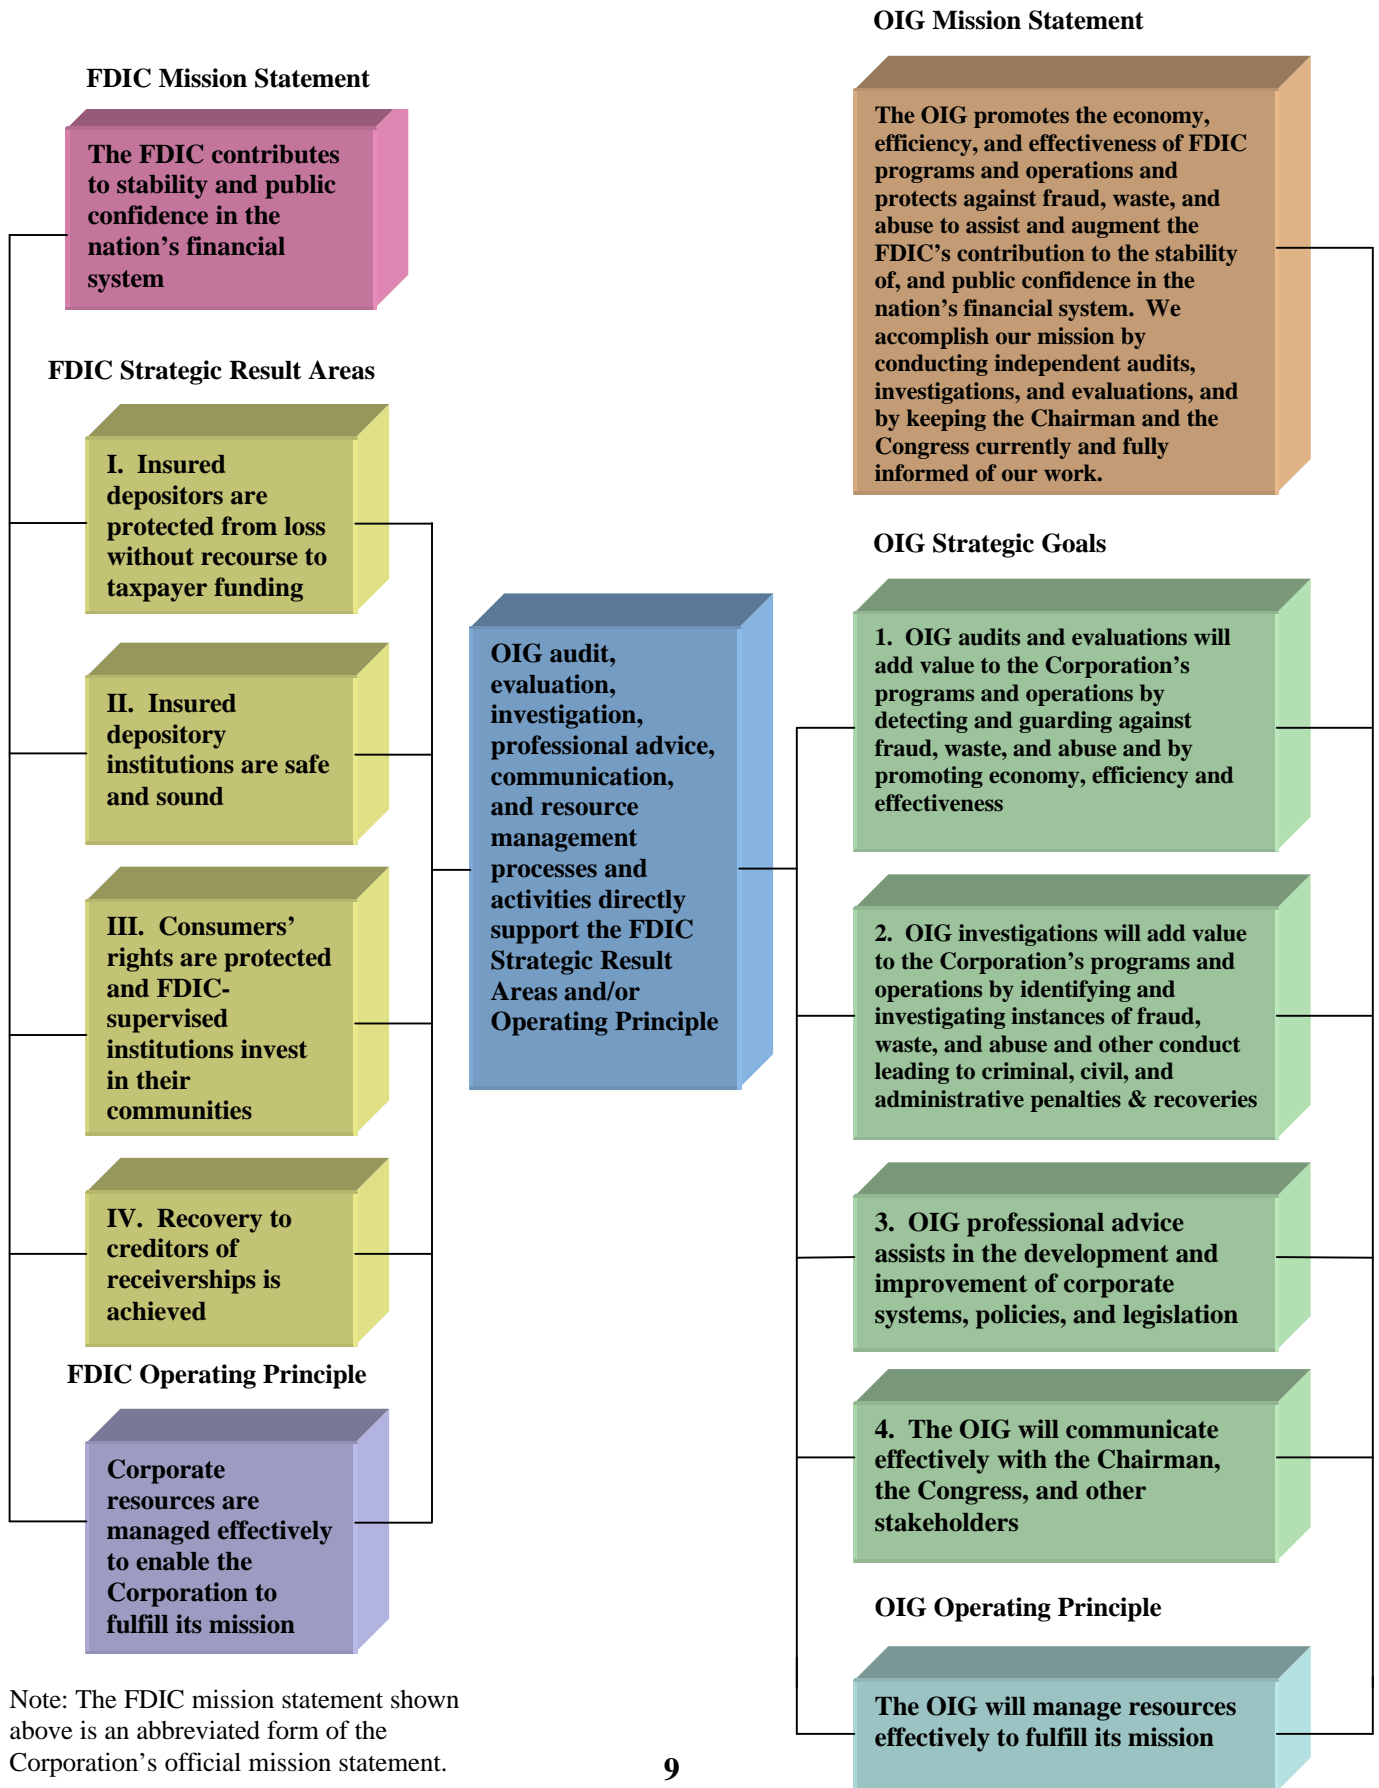 FDIC Mission Statement
The FDIC contributes
to stability and public
confidence in the
nation’s financial
system
FDIC Strategic Result Areas
I.  Insured
depositors are
protected from loss
without recourse to
taxpayer funding
II.  Insured
depository
institutions are safe
and sound
III.  Consumers’
rights are protected
and FDIC-
supervised
institutions invest
in their
communities
IV.  Recovery to
creditors of
receiverships is
achieved
FDIC Operating Principle
Corporate
resources are
managed effectively
to enable the
Corporation to
fulfill its mission
Note: The FDIC mission statement shown
above is an abbreviated form of the
Corporation’s official mission statement.
OIG audit,
evaluation,
investigation,
professional advice,
communication,
and resource
management
processes and
activities directly
support the FDIC
Strategic Result
Areas and/or
Operating Principle
OIG Mission Statement
The OIG promotes the economy,
efficiency, and effectiveness of FDIC
programs and operations and
protects against fraud, waste, and
abuse to assist and augment the
FDIC’s contribution to the stability
of, and public confidence in the
nation’s financial system.  We
accomplish our mission by
conducting independent audits,
investigations, and evaluations, and
by keeping the Chairman and the
Congress currently and fully
informed of our work.
OIG Strategic Goals
1.  OIG audits and evaluations will
add value to the Corporation’s
programs and operations by
detecting and guarding against
fraud, waste, and abuse and by
promoting economy, efficiency and
effectiveness
2.  OIG investigations will add value
to the Corporation’s programs and
operations by identifying and
investigating instances of fraud,
waste, and abuse and other conduct
leading to criminal, civil, and
administrative penalties & recoveries
3.  OIG professional advice
assists in the development and
improvement of corporate
systems, policies, and legislation
4.  The OIG will communicate
effectively with the Chairman,
the Congress, and other
stakeholders
OIG Operating Principle
The OIG will manage resources
effectively to fulfill its mission
9